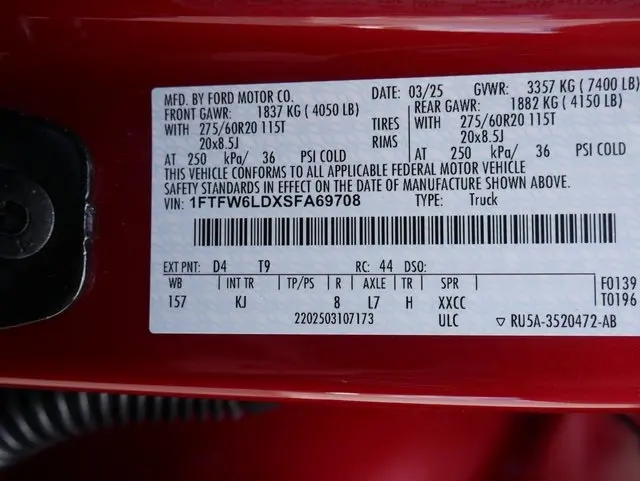 MFD. BY FORD MOTOR CO. DATE: 03/25 GVWR: 3357 KG ( 7400 LB)
FRONT GAWR: 1837 KG ( 4050 LB) REAR GAWR: 1882 KG ( 4150 LB)
WITH 275/60R20 115T TIRES WITH 275/60R20 115T
20x8.5J RIMS 20x8.5J
AT 250 kPa/ 36 PSI COLD AT 250 kPa/ 36 PSI COLD
THIS VEHICLE CONFORMS TO ALL APPLICABLE FEDERAL MOTOR VEHICLE
SAFETY STANDARDS IN EFFECT ON THE DATE OF MANUFACTURE SHOWN ABOVE.
VIN: 1FTFW6LDXSFA69708 TYPE: Truck
EXT PNT: D4 T9 RC: 44 DSO:
WB INT TR TP/PS R AXLE TR SPR F0139
157 KJ 8 L7 H XXCC T0196
2202503107173 ULC ▽ RU5A-3520472-AB